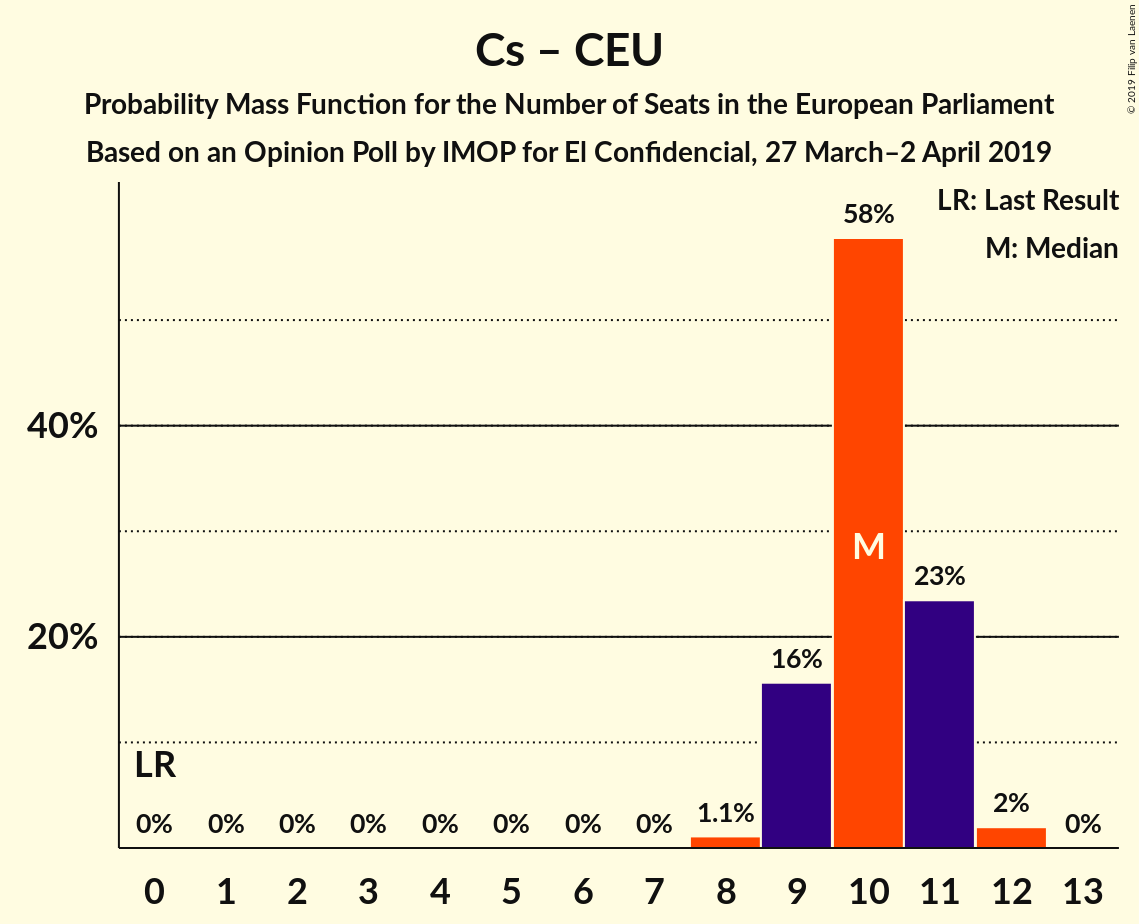 Cs – CEU
Probability Mass Function for the Number of Seats in the European Parliament
Based on an Opinion Poll by IMOP for El Confidencial, 27 March–2 April 2019
© 2019 Filip van Laenen
LR: Last Result
M: Median
58%
40%
M
23%
20%
16%
LR
0% 0% 0% 0% 0% 0% 0% 0% 1.1% 2% 0%
0 1 2 3 4 5 6 7 8 9 10 11 12 13